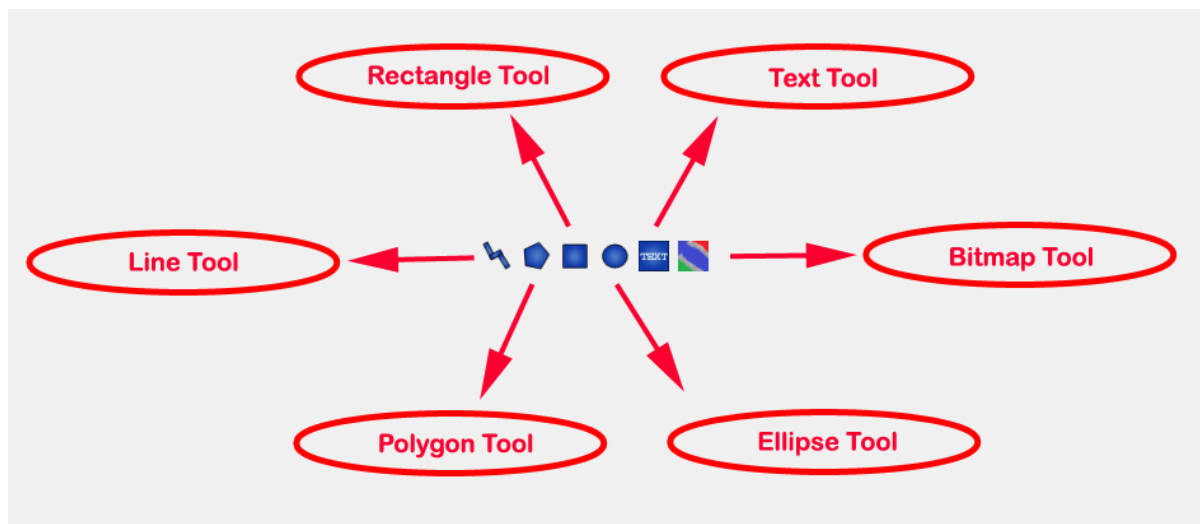 Rectangle Tool
Text Tool
Line Tool
TEXT
Bitmap Tool
Polygon Tool
Ellipse Tool